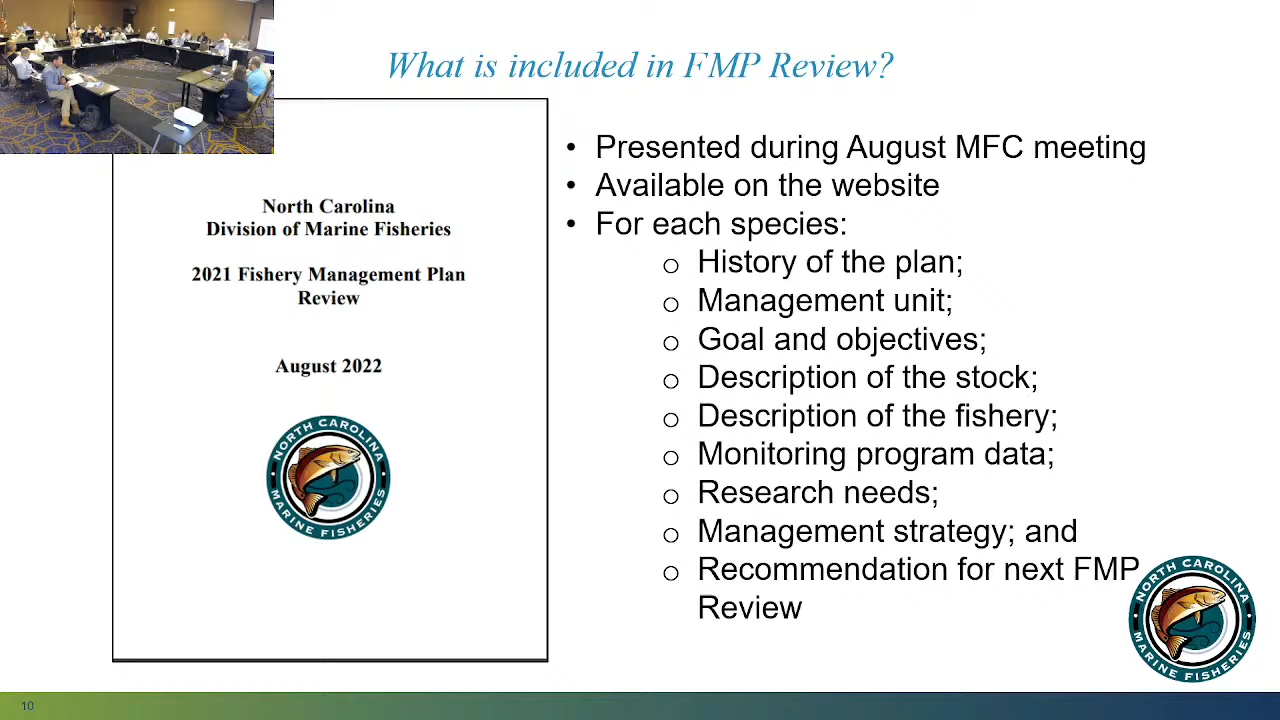 What is included in FMP Review?
North Carolina
Division of Marine Fisheries
2021 Fishery Management Plan
Review
August 2022
NORTH CAROLINA
MARINE FISHERIES
• Presented during August MFC meeting
• Available on the website
• For each species:
o History of the plan;
o Management unit;
o Goal and objectives;
o Description of the stock;
o Description of the fishery;
o Monitoring program data;
o Research needs;
o Management strategy; and
o Recommendation for next FMP
Review
NORTH CAROLINA
MARINE FISHERIES
10